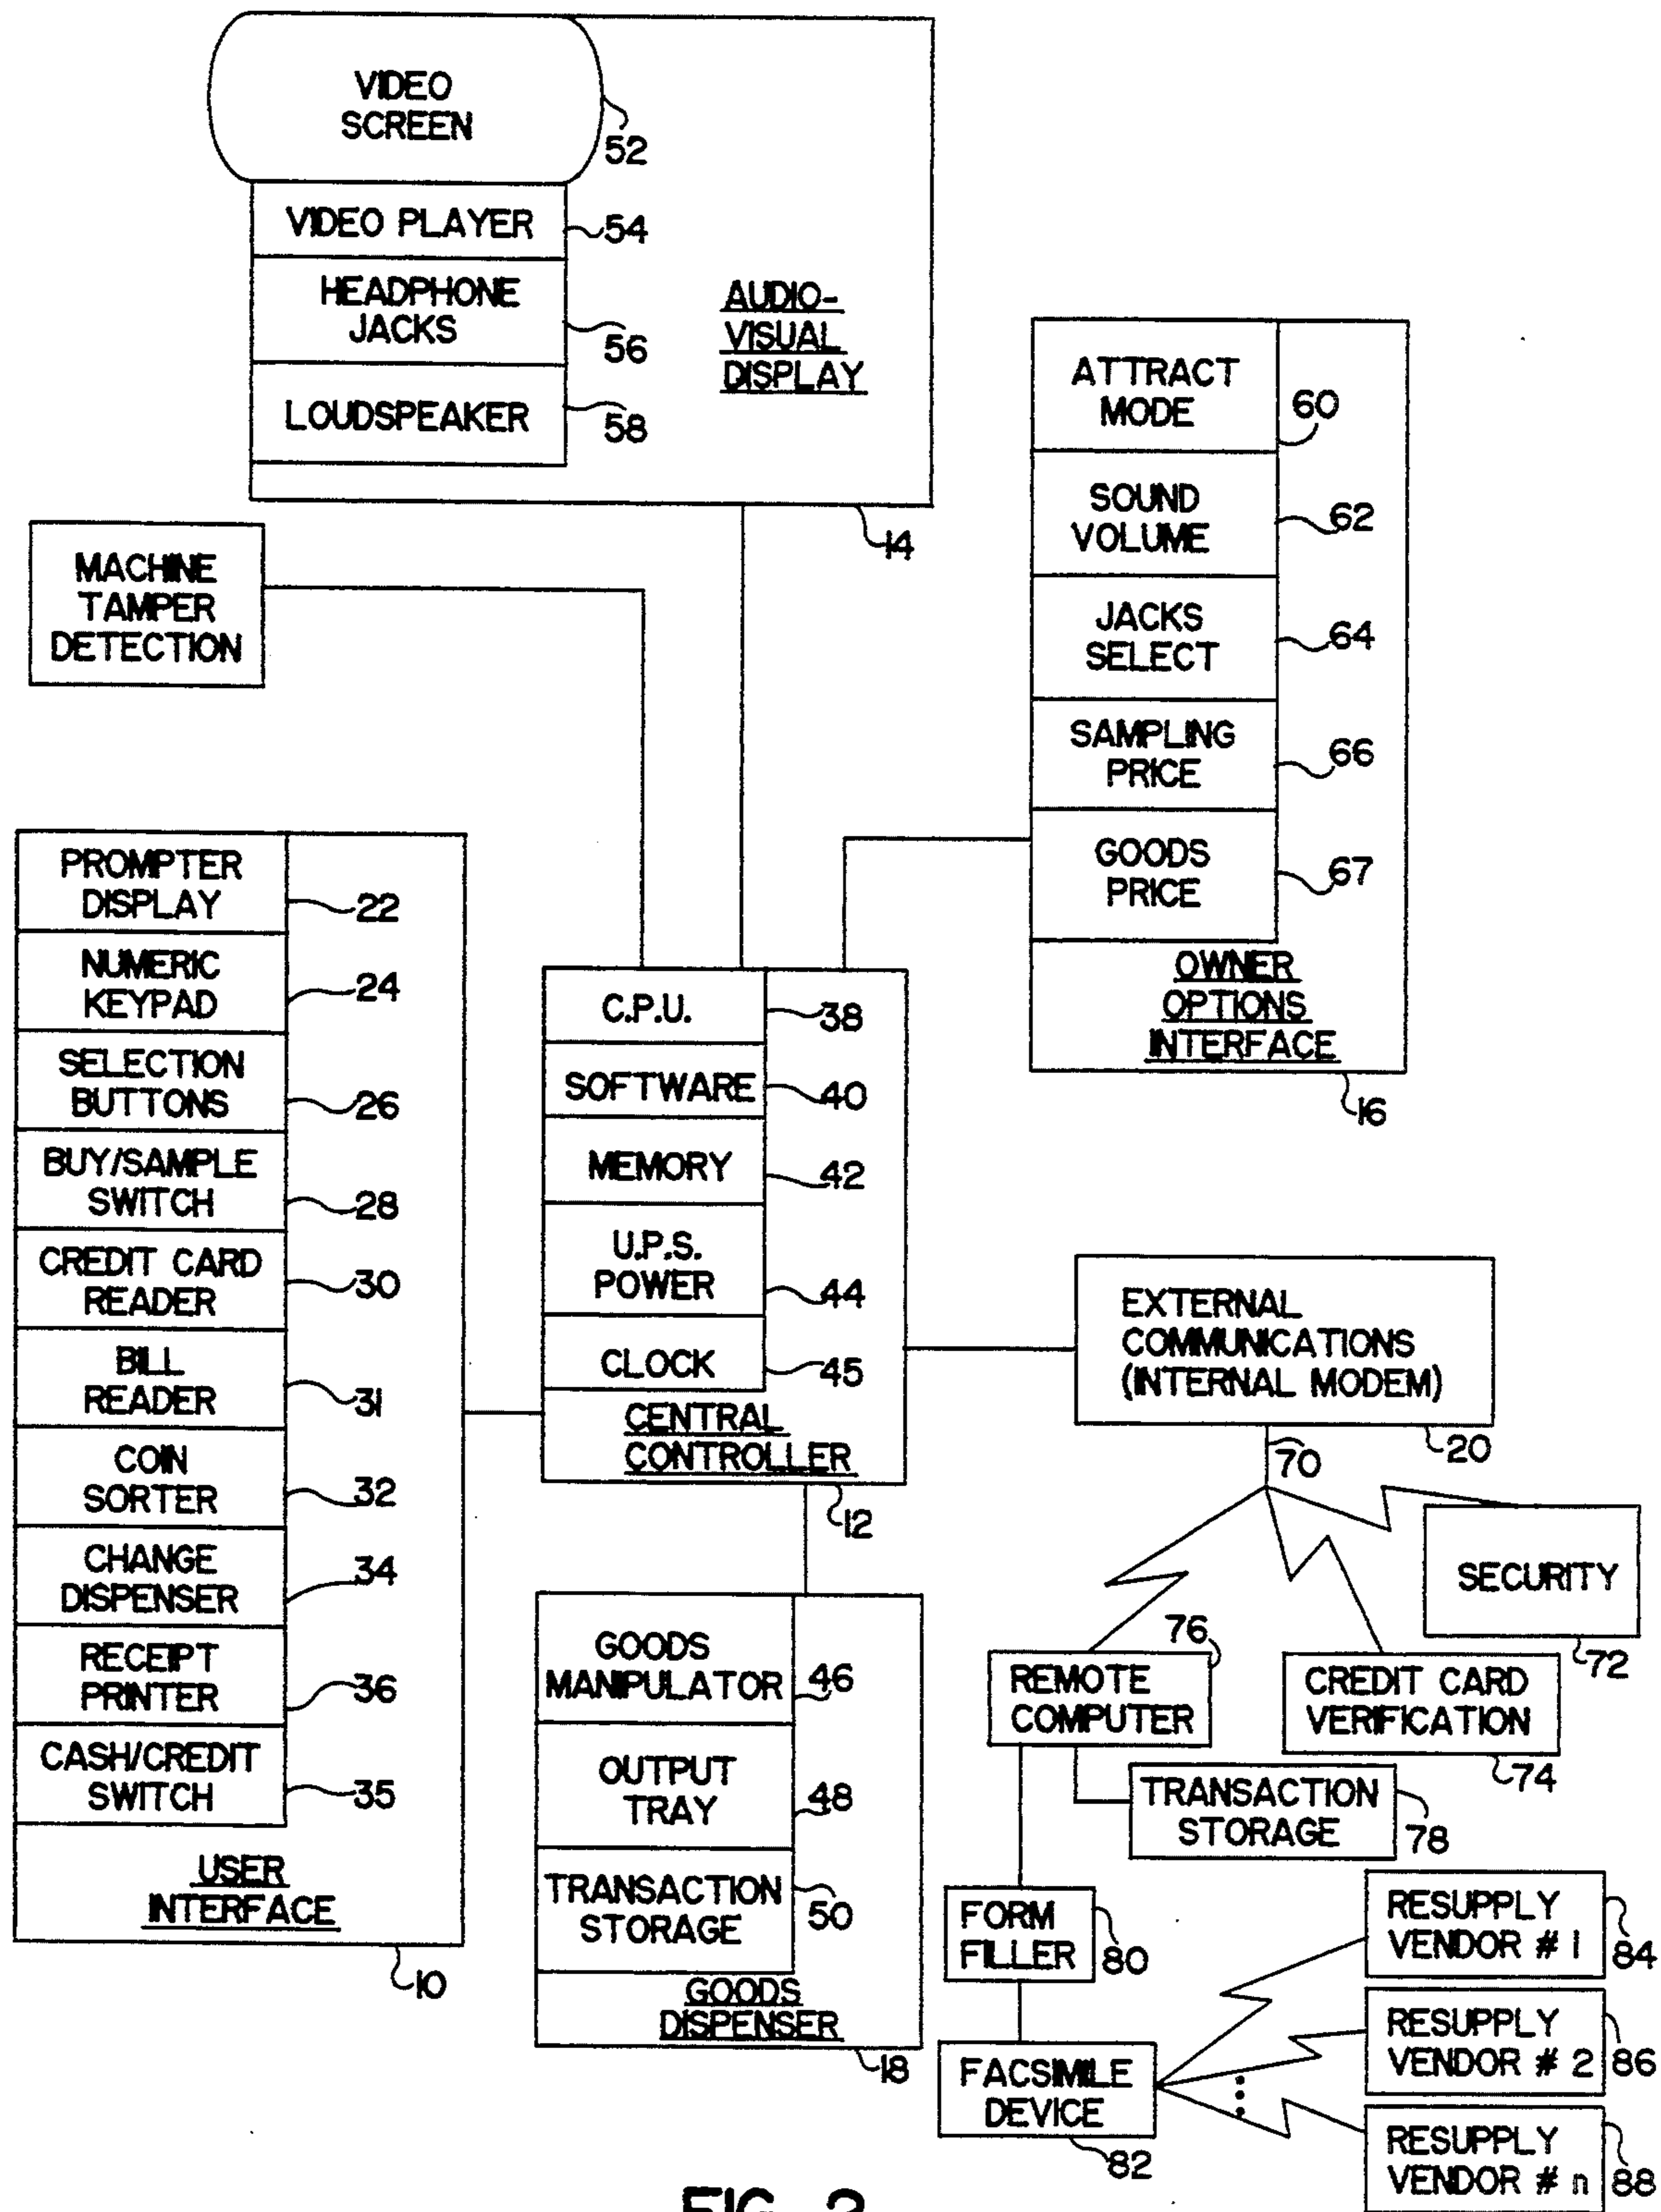 VIDEO
SCREEN
52
VIDEO PLAYER
54
HEADPHONE
JACKS
56
LOUDSPEAKER
58
AUDIO-
VISUAL
DISPLAY
14
MACHINE
TAMPER
DETECTION
ATTRACT
MODE
60
SOUND
VOLUME
62
JACKS
SELECT
64
SAMPLING
PRICE
66
GOODS
PRICE
67
OWNER
OPTIONS
INTERFACE
16
PROMPTER
DISPLAY
22
NUMERIC
KEYPAD
24
SELECTION
BUTTONS
26
BUY/SAMPLE
SWITCH
28
CREDIT CARD
READER
30
BILL
READER
31
COIN
SORTER
32
CHANGE
DISPENSER
34
RECEIPT
PRINTER
36
CASH/CREDIT
SWITCH
35
USER
INTERFACE
10
C.P.U.
38
SOFTWARE
40
MEMORY
42
U.P.S.
POWER
44
CLOCK
45
CENTRAL
CONTROLLER
12
GOODS
MANIPULATOR
46
OUTPUT
TRAY
48
TRANSACTION
STORAGE
50
GOODS
DISPENSER
18
EXTERNAL
COMMUNICATIONS
(INTERNAL MODEM)
20
70
SECURITY
72
CREDIT CARD
VERIFICATION
74
REMOTE
COMPUTER
76
TRANSACTION
STORAGE
78
FORM
FILLER
80
FACSIMILE
DEVICE
82
RESUPPLY
VENDOR # 1
84
RESUPPLY
VENDOR # 2
86
RESUPPLY
VENDOR # n
88
FIG. 2